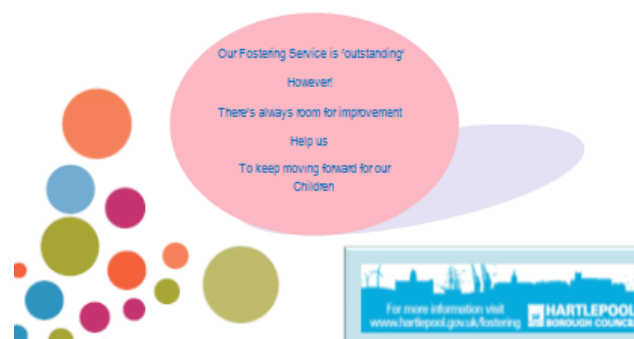 Our Fostering Service is 'outstanding'
However!
There's always room for improvement
Help us
To keep moving forward for our
Children
For more information visit
www.hartlepool.gov.uk/fostering
HARTLEPOOL
BOROUGH COUNCIL